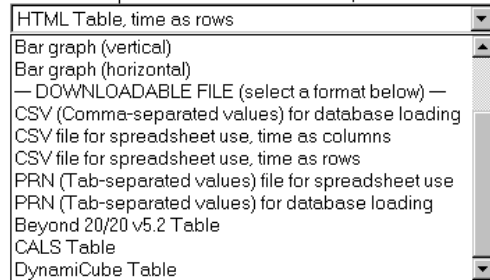 HTML Table, time as rows
Bar graph (vertical)
Bar graph (horizontal)
— DOWNLOADABLE FILE (select a format below) —
CSV (Comma-separated values) for database loading
CSV file for spreadsheet use, time as columns
CSV file for spreadsheet use, time as rows
PRN (Tab-separated values) file for spreadsheet use
PRN (Tab-separated values) for database loading
Beyond 20/20 v5.2 Table
CALS Table
DynamiCube Table